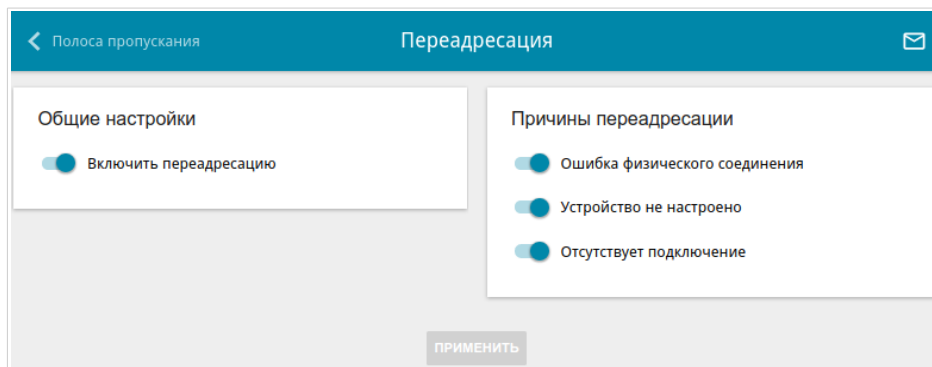 Полоса пропускания
Переадресация
Общие настройки
Включить переадресацию
Причины переадресации
Ошибка физического соединения
Устройство не настроено
Отсутствует подключение
ПРИМЕНИТЬ